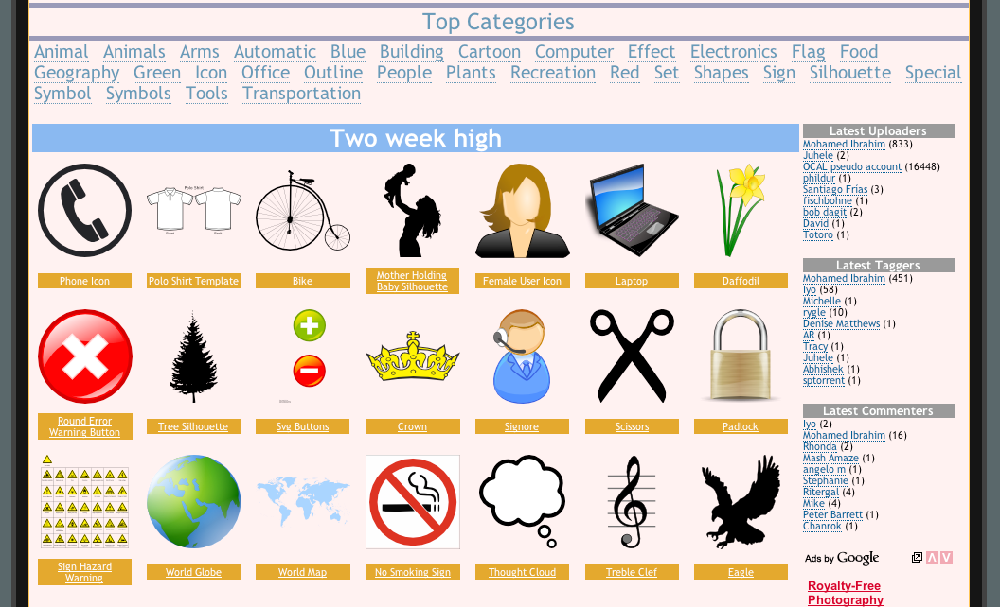 Top Categories
Animal Animals Arms Automatic Blue Building Cartoon Computer Effect Electronics Flag Food
Geography Green Icon Office Outline People Plants Recreation Red Set Shapes Sign Silhouette Special
Symbol Symbols Tools Transportation
Two week high
Polo Shirt
Front Back
Phone Icon
Polo Shirt Template
Bike
Mother Holding
Baby Silhouette
Female User Icon
Laptop
Daffodil
Round Error
Warning Button
Tree Silhouette
Svg Buttons
Crown
Signore
Scissors
Padlock
Sign Hazard
Warning
World Globe
World Map
No Smoking Sign
Thought Cloud
Treble Clef
Eagle
Latest Uploaders
Mohamed Ibrahim (833)
Juhele (2)
OCAL pseudo account (16448)
phildur (1)
Santiago Frias (3)
fischbohne (1)
bob dagit (2)
David (1)
Totoro (1)
Latest Taggers
Mohamed Ibrahim (451)
Iyo (58)
Michelle (1)
rygle (10)
Denise Matthews (1)
AR (1)
Tracy (1)
Juhele (1)
Abhishek (1)
sptorrent (1)
Latest Commenters
Iyo (2)
Mohamed Ibrahim (16)
Rhonda (2)
Mash Amaze (1)
angelo m (1)
Stephanie (1)
Ritergal (4)
Mike (4)
Peter Barrett (1)
Chanrok (1)
Ads by Google
Royalty-Free
Photography